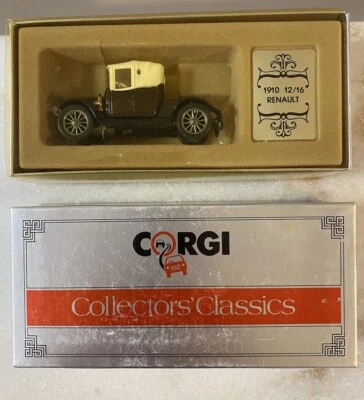 1910 12/16
RENAULT
CORGI
Collectors' Classics